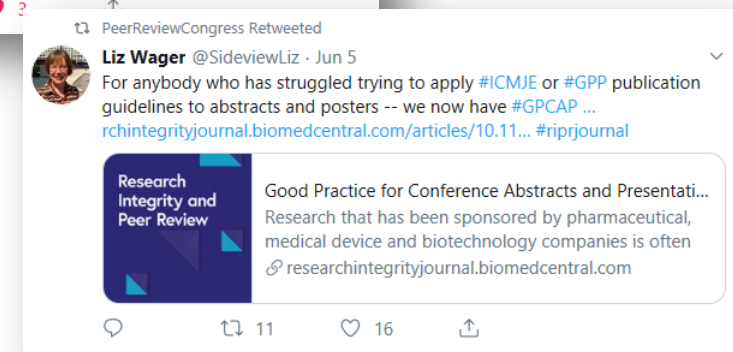 3
PeerReviewCongress Retweeted
Liz Wager @SideviewLiz · Jun 5
For anybody who has struggled trying to apply #ICMJE or #GPP publication
guidelines to abstracts and posters -- we now have #GPCAP ...
rchintegrityjournal.biomedcentral.com/articles/10.11... #riprjournal
Research
Integrity and
Peer Review
Good Practice for Conference Abstracts and Presentati...
Research that has been sponsored by pharmaceutical,
medical device and biotechnology companies is often
researchintegrityjournal.biomedcentral.com
11 16